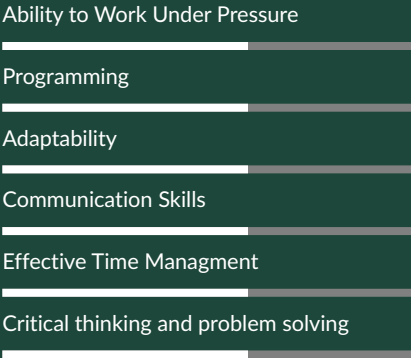 Ability to Work Under Pressure
Programming
Adaptability
Communication Skills
Effective Time Managment
Critical thinking and problem solving